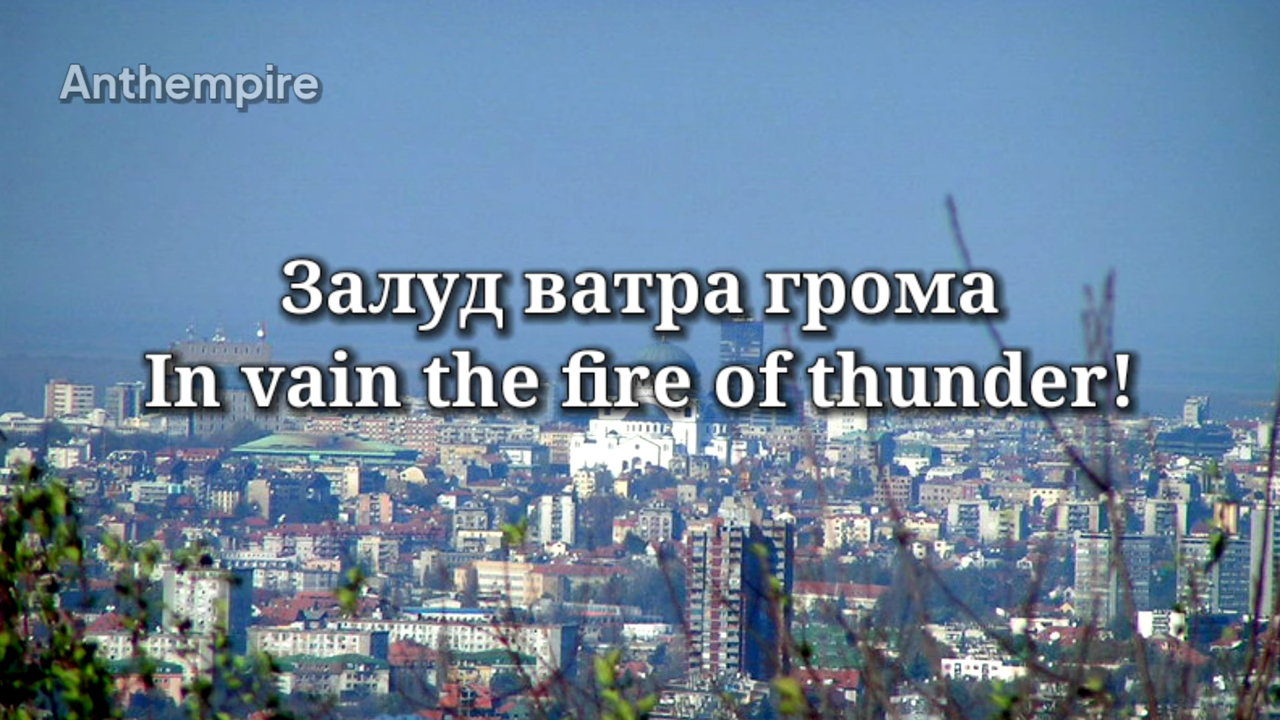 Anthempire
Залуд ватра грома
In vain the fire of thunder!